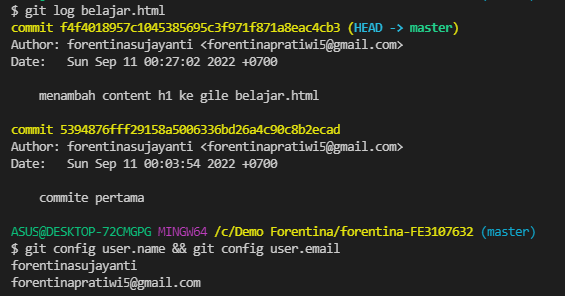 $ git log belajar.html
commit f4f4018957c1045385695c3f971f871a8eac4cb3 (HEAD -> master)
Author: forentinasujayanti <forentinapratiwi5@gmail.com>
Date:   Sun Sep 11 00:27:02 2022 +0700
menambah content h1 ke gile belajar.html
commit 5394876fff29158a5006336bd26a4c90c8b2ecad
Author: forentinasujayanti <forentinapratiwi5@gmail.com>
Date:   Sun Sep 11 00:03:54 2022 +0700
commite pertama
ASUS@DESKTOP-72CMGPG MINGW64 /c/Demo Forentina/forentina-FE3107632 (master)
$ git config user.name && git config user.email
forentinasujayanti
forentinapratiwi5@gmail.com